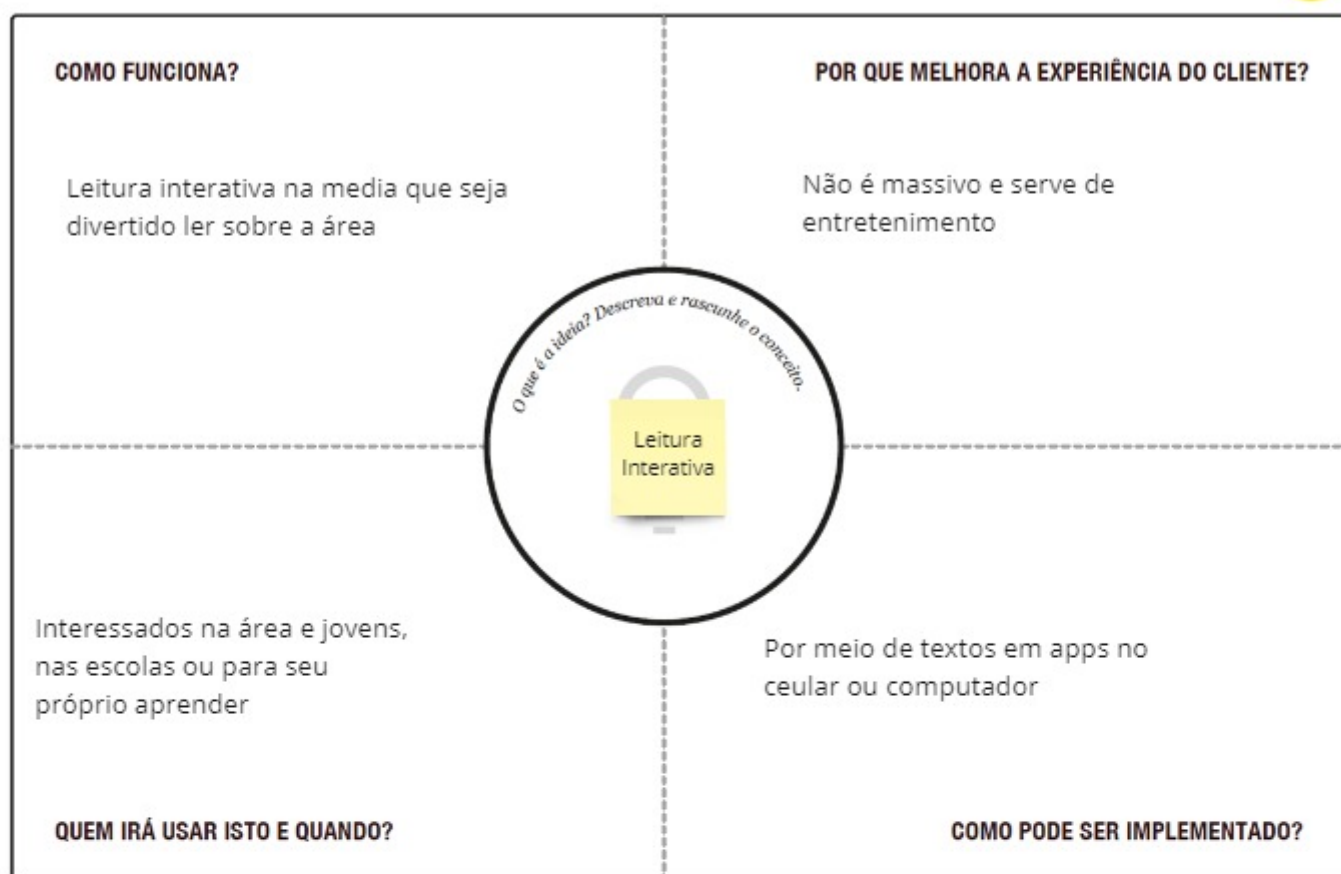 COMO FUNCIONA?
Leitura interativa na media que seja
divertido ler sobre a área
POR QUE MELHORA A EXPERIÊNCIA DO CLIENTE?
Não é massivo e serve de
entretenimento
O que é a ideia? Descreva e rascunhe o conceito.
Leitura
Interativa
Interessados na área e jovens,
nas escolas ou para seu
próprio aprender
QUEM IRÁ USAR ISTO E QUANDO?
Por meio de textos em apps no
ceular ou computador
COMO PODE SER IMPLEMENTADO?